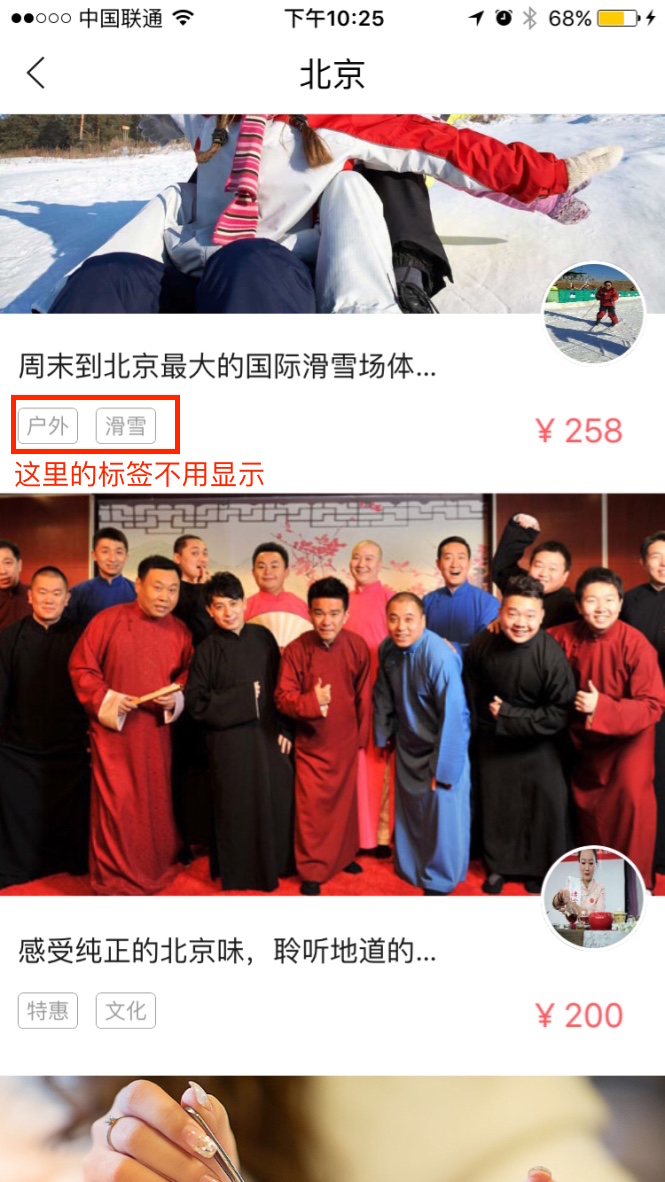 ●●○○○ 中国联通 下午10:25 68%
北京
周末到北京最大的国际滑雪场体...
户外 滑雪 ¥ 258
这里的标签不用显示
感受纯正的北京味，聆听地道的...
特惠 文化 ¥ 200